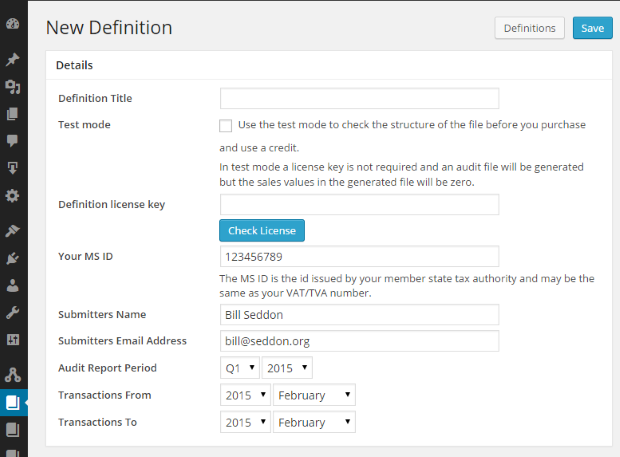 New Definition
Definitions
Save
Details
Definition Title
Test mode
Use the test mode to check the structure of the file before you purchase
and use a credit.
In test mode a license key is not required and an audit file will be generated
but the sales values in the generated file will be zero.
Definition license key
Check License
Your MS ID
123456789
The MS ID is the id issued by your member state tax authority and may be the
same as your VAT/TVA number.
Submitters Name
Bill Seddon
Submitters Email Address
bill@seddon.org
Audit Report Period
Q1 2015
Transactions From
2015 February
Transactions To
2015 February